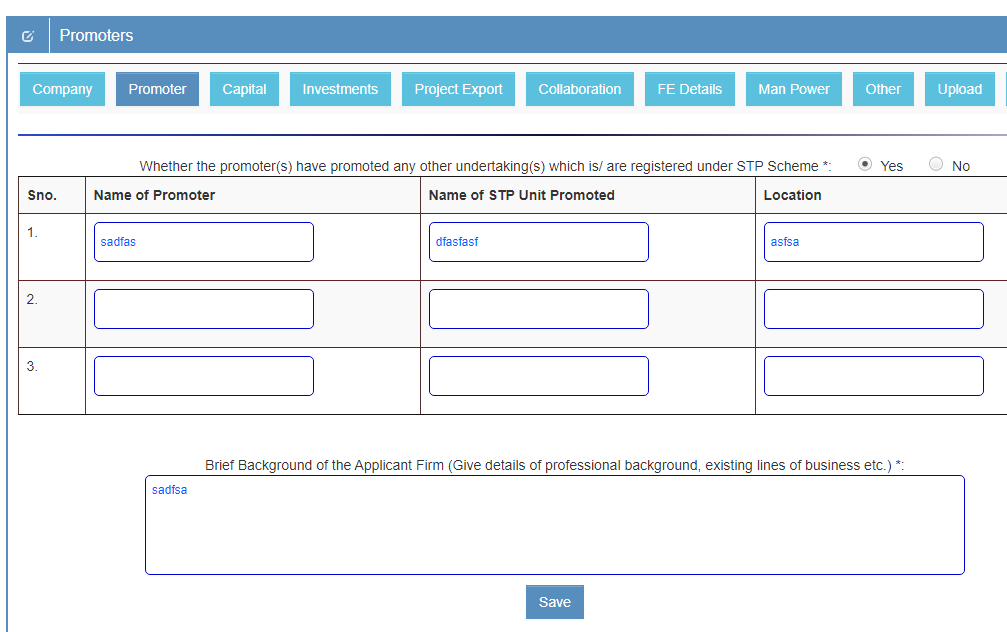 Promoters
Company Promoter Capital Investments Project Export Collaboration FE Details Man Power Other Upload
Whether the promoter(s) have promoted any other undertaking(s) which is/ are registered under STP Scheme *: Yes No
Sno. Name of Promoter Name of STP Unit Promoted Location
1. sadfas dfasfasf asfsa
2.
3.
Brief Background of the Applicant Firm (Give details of professional background, existing lines of business etc.) *:
sadfsa
Save